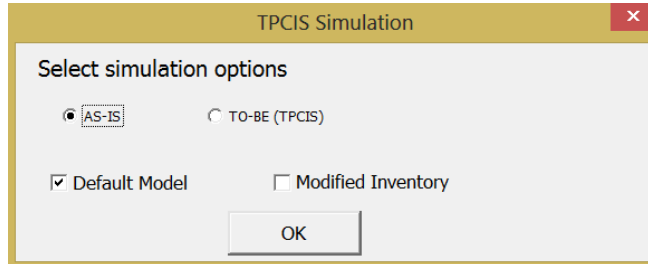 TPCIS Simulation
x
Select simulation options
AS-IS TO-BE (TPCIS)
Default Model Modified Inventory
OK